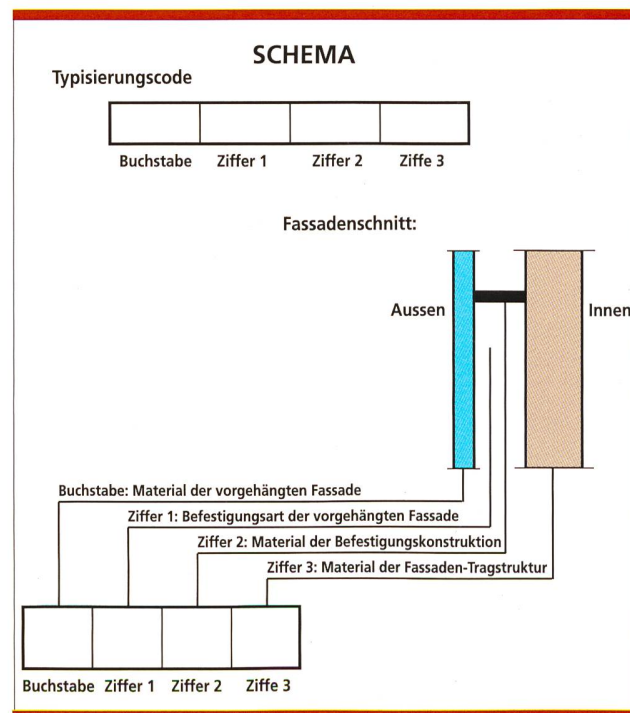 SCHEMA
Typisierungscode
Buchstabe Ziffer 1 Ziffer 2 Ziffe 3
Fassadenschnitt:
Aussen Innen
Buchstabe: Material der vorgehängten Fassade
Ziffer 1: Befestigungsart der vorgehängten Fassade
Ziffer 2: Material der Befestigungskonstruktion
Ziffer 3: Material der Fassaden-Tragstruktur
Buchstabe Ziffer 1 Ziffer 2 Ziffe 3